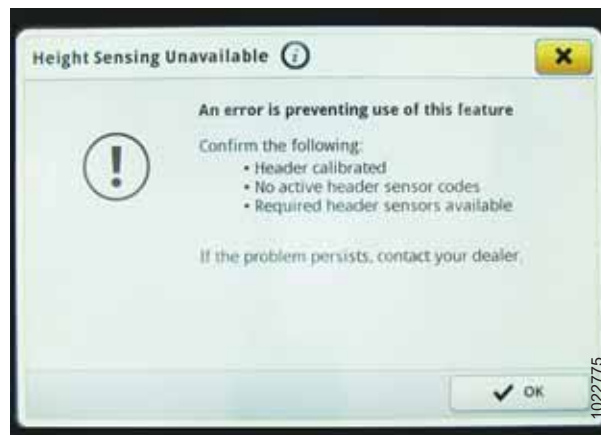 Height Sensing Unavailable
An error is preventing use of this feature
Confirm the following:
• Header calibrated
• No active header sensor codes
• Required header sensors available
If the problem persists, contact your dealer.
OK
1022775